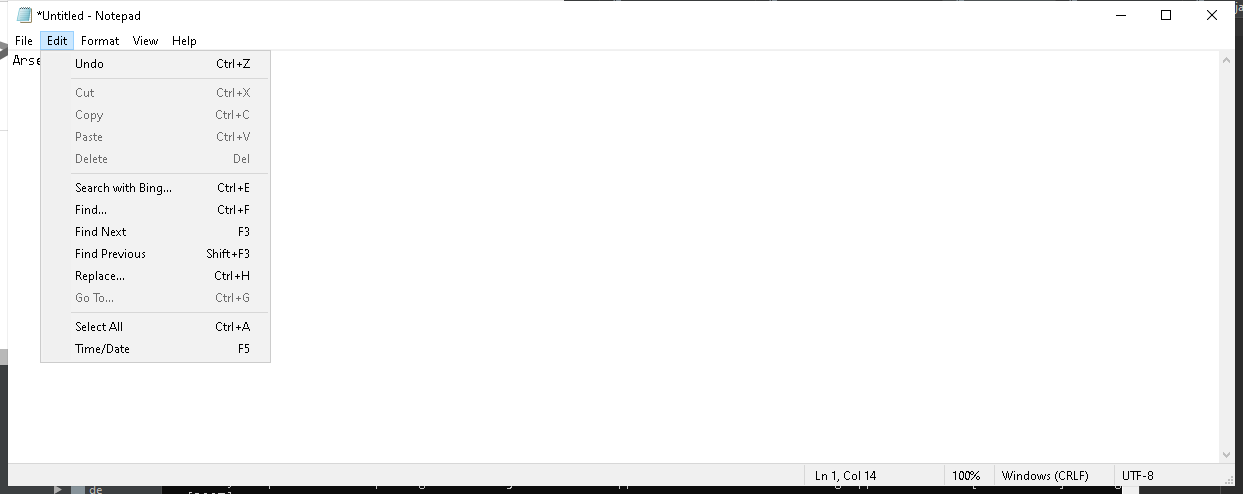 *Untitled - Notepad
File Edit Format View Help
Arse
Undo Ctrl+Z
Cut Ctrl+X
Copy Ctrl+C
Paste Ctrl+V
Delete Del
Search with Bing... Ctrl+E
Find... Ctrl+F
Find Next F3
Find Previous Shift+F3
Replace... Ctrl+H
Go To... Ctrl+G
Select All Ctrl+A
Time/Date F5
Ln 1, Col 14 100% Windows (CRLF) UTF-8
de